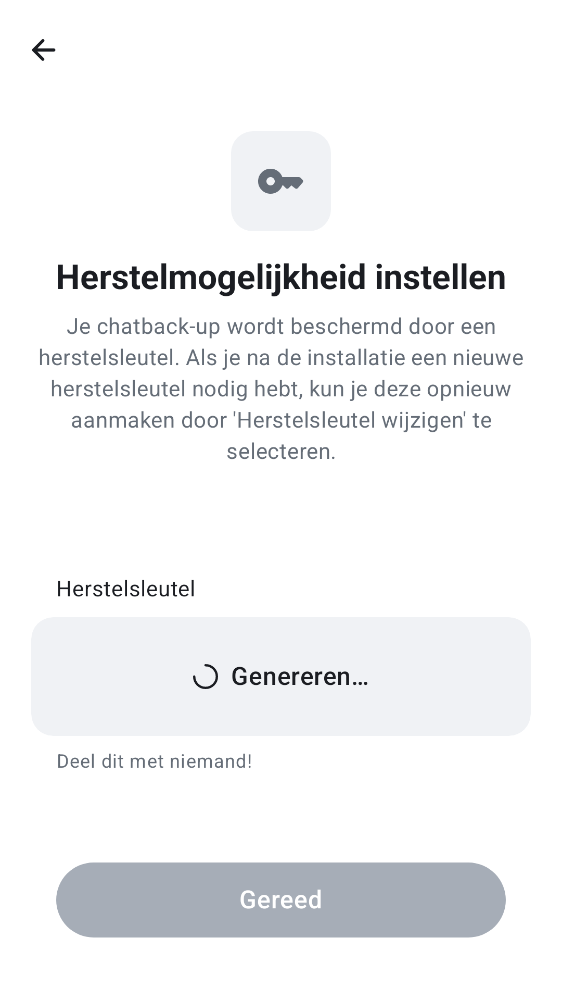 Herstelmogelijkheid instellen
Je chatback-up wordt beschermd door een
herstelsleutel. Als je na de installatie een nieuwe
herstelsleutel nodig hebt, kun je deze opnieuw
aanmaken door 'Herstelsleutel wijzigen' te
selecteren.
Herstelsleutel
Genereren…
Deel dit met niemand!
Gereed